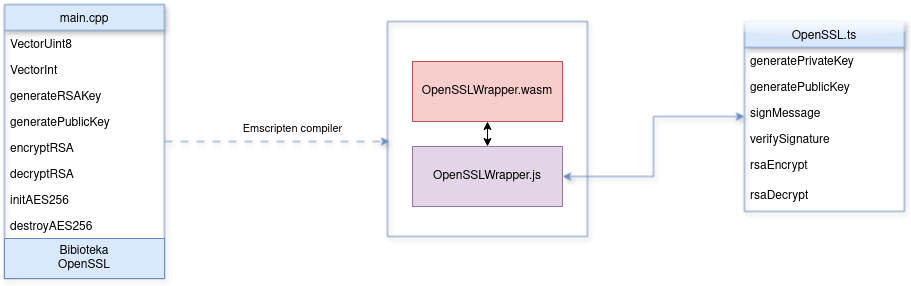 main.cpp
VectorUint8
VectorInt
generateRSAKey
generatePublicKey
encryptRSA
decryptRSA
initAES256
destroyAES256
Bibioteka
OpenSSL
Emscripten compiler
OpenSSLWrapper.wasm
OpenSSLWrapper.js
OpenSSL.ts
generatePrivateKey
generatePublicKey
signMessage
verifySignature
rsaEncrypt
rsaDecrypt